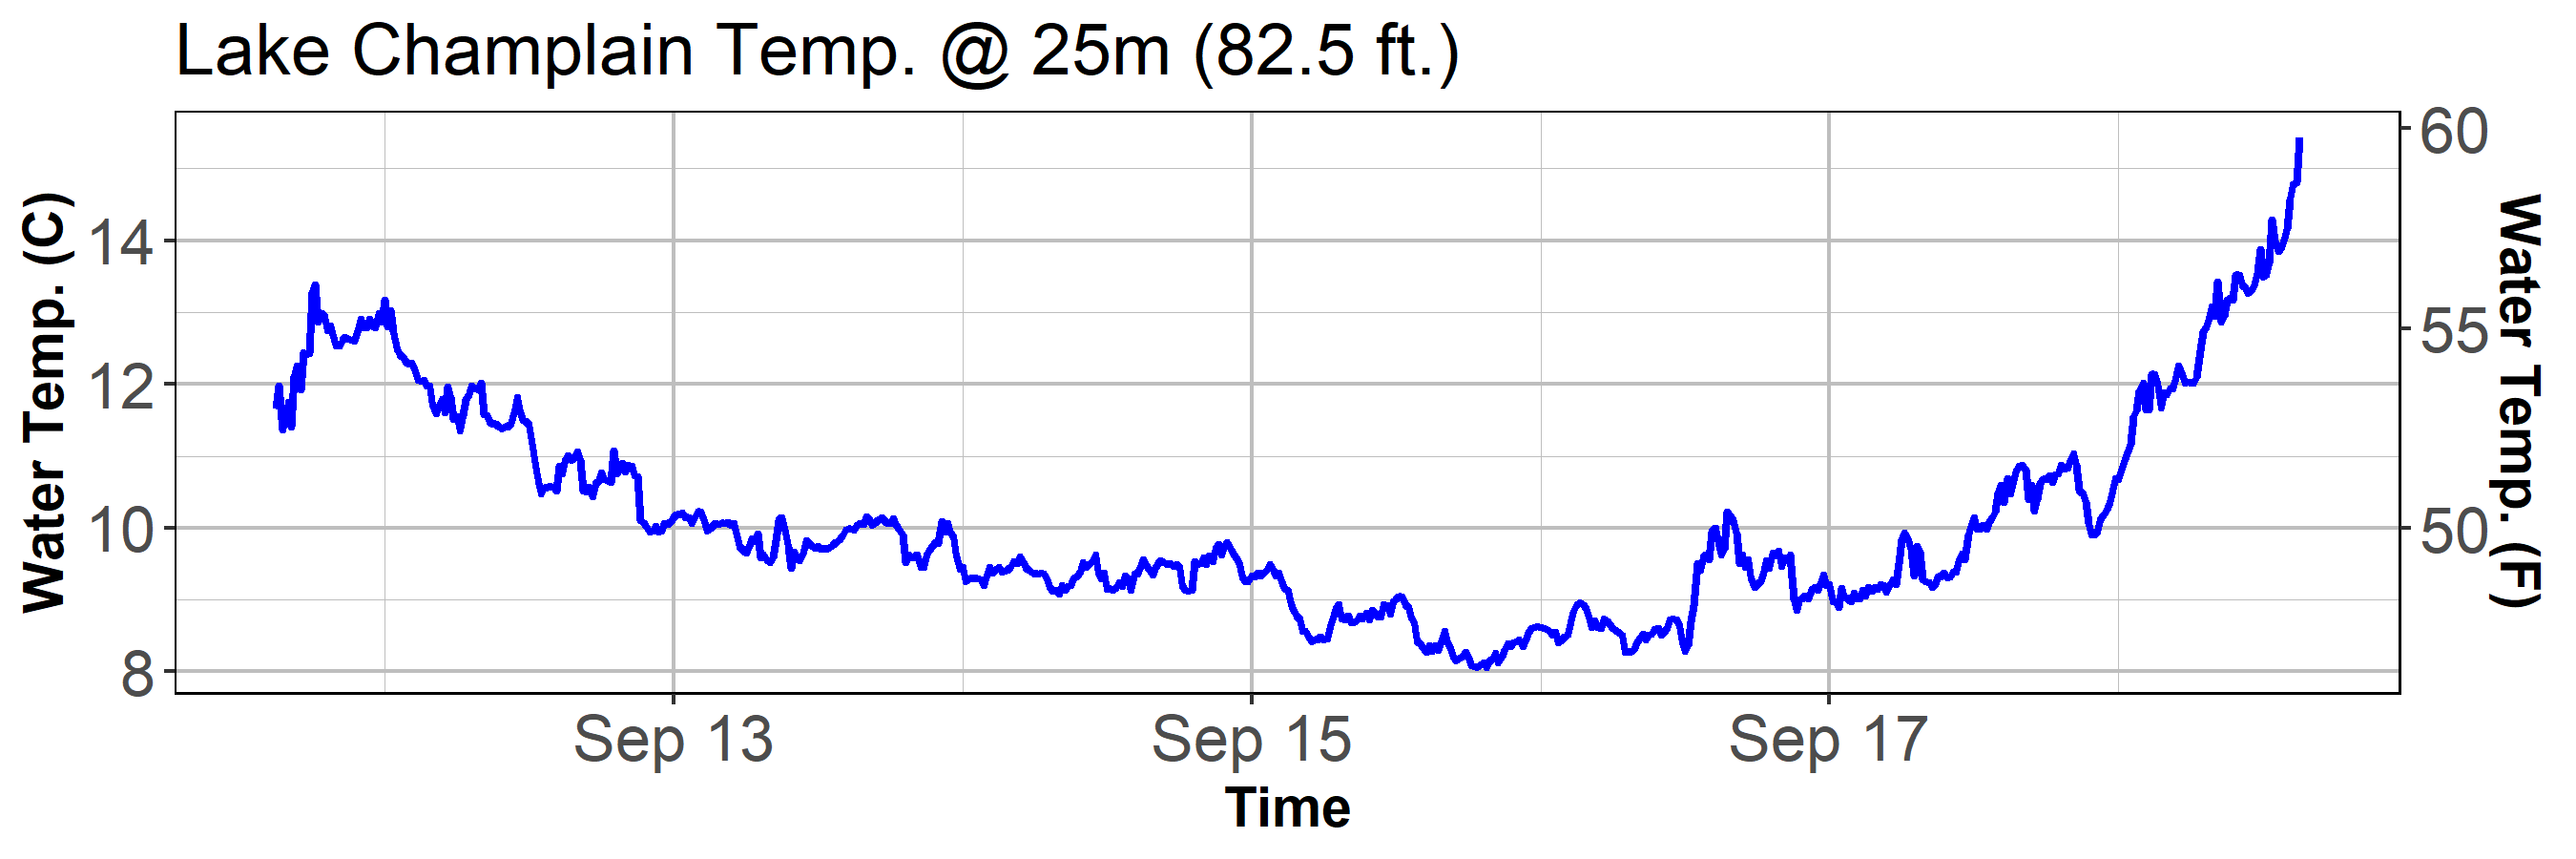 Lake Champlain Temp. @ 25m (82.5 ft.)
Water Temp. (C)
14
12
10
8
60
55
50
Water Temp. (F)
Sep 13
Sep 15
Sep 17
Time